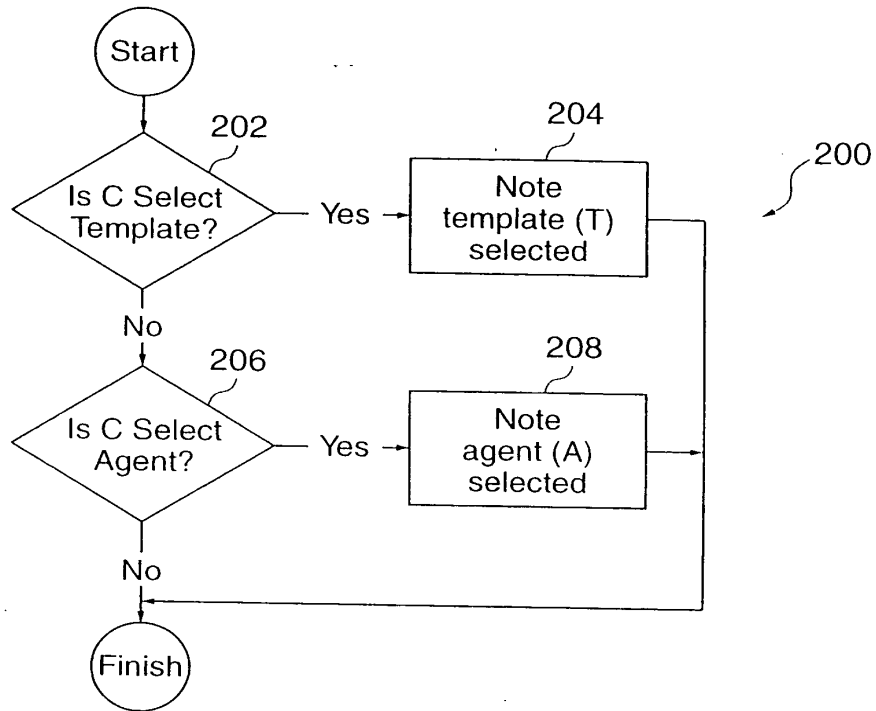 Start
202
Is C Select
Template?
Yes
204
Note
template (T)
selected
200
No
206
Is C Select
Agent?
Yes
208
Note
agent (A)
selected
No
Finish